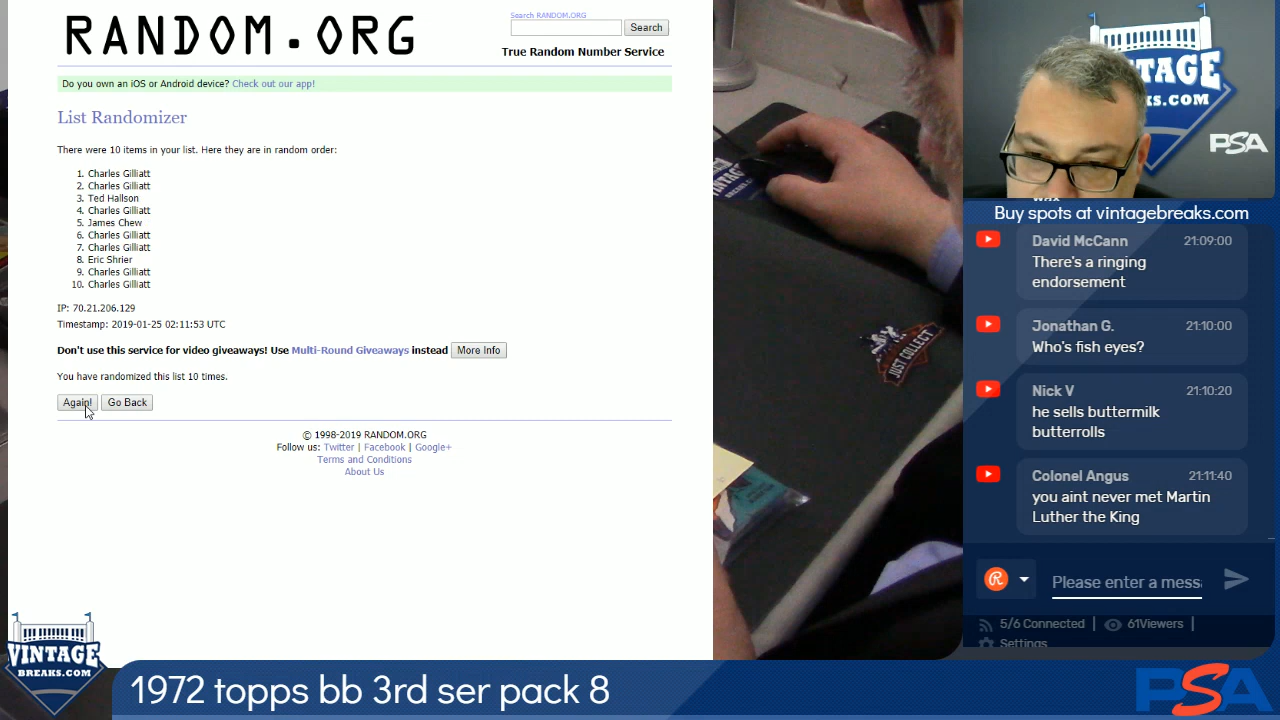 RANDOM.ORG
Search RANDOM.ORG
Search
True Random Number Service
Do you own an iOS or Android device? Check out our app!
List Randomizer
There were 10 items in your list. Here they are in random order:
1. Charles Gilliatt
2. Charles Gilliatt
3. Ted Hallson
4. Charles Gilliatt
5. James Chew
6. Charles Gilliatt
7. Charles Gilliatt
8. Eric Shrier
9. Charles Gilliatt
10. Charles Gilliatt
IP: 70.21.206.129
Timestamp: 2019-01-25 02:11:53 UTC
Don't use this service for video giveaways! Use Multi-Round Giveaways instead More Info
You have randomized this list 10 times.
Again! Go Back
© 1998-2019 RANDOM.ORG
Follow us: Twitter | Facebook | Google+
Terms and Conditions
About Us
VINTAGE
JUST COLLECT
NTAGE
KS.COM
PSA
Buy spots at vintagebreaks.com
David McCann 21:09:00
There's a ringing
endorsement
Jonathan G. 21:10:00
Who's fish eyes?
Nick V 21:10:20
he sells buttermilk
butterrolls
Colonel Angus 21:11:40
you aint never met Martin
Luther the King
Please enter a messa
5/6 Connected | 61Viewers |
Settings
VINTAGE
BREAKS.COM
1972 topps bb 3rd ser pack 8
PSA